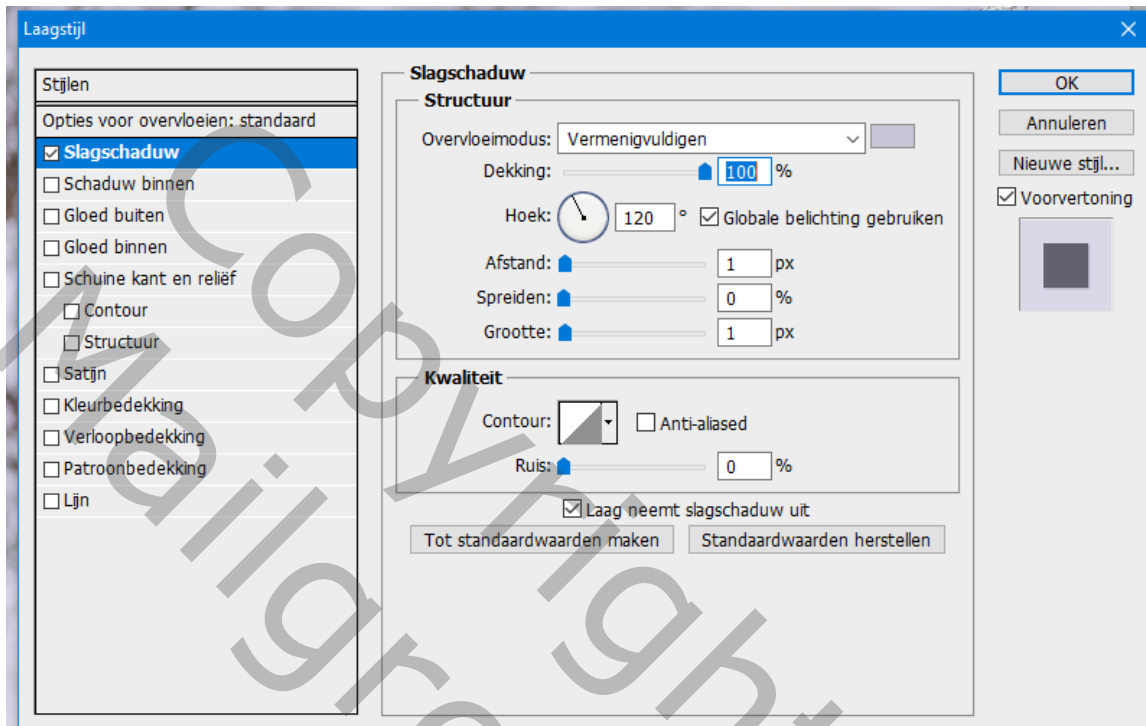 Laagstijl
Stijlen
Opties voor overvloeien: standaard
Slagschaduw
Schaduw binnen
Gloed buiten
Gloed binnen
Schuine kant en reliëf
Contour
Structuur
Satijn
Kleurbedekking
Verloopbedekking
Patroonbedekking
Lijn
Slagschaduw
Structuur
Overvloeimodus: Vermenigvuldigen
Dekking: 100 %
Hoek: 120 ° Globale belichting gebruiken
Afstand: 1 px
Spreiden: 0 %
Grootte: 1 px
Kwaliteit
Contour: Anti-aliased
Ruis: 0 %
Laag neemt slagschaduw uit
Tot standaardwaarden maken Standaardwaarden herstellen
OK
Annuleren
Nieuwe stijl...
Voorvertoning
Copyright